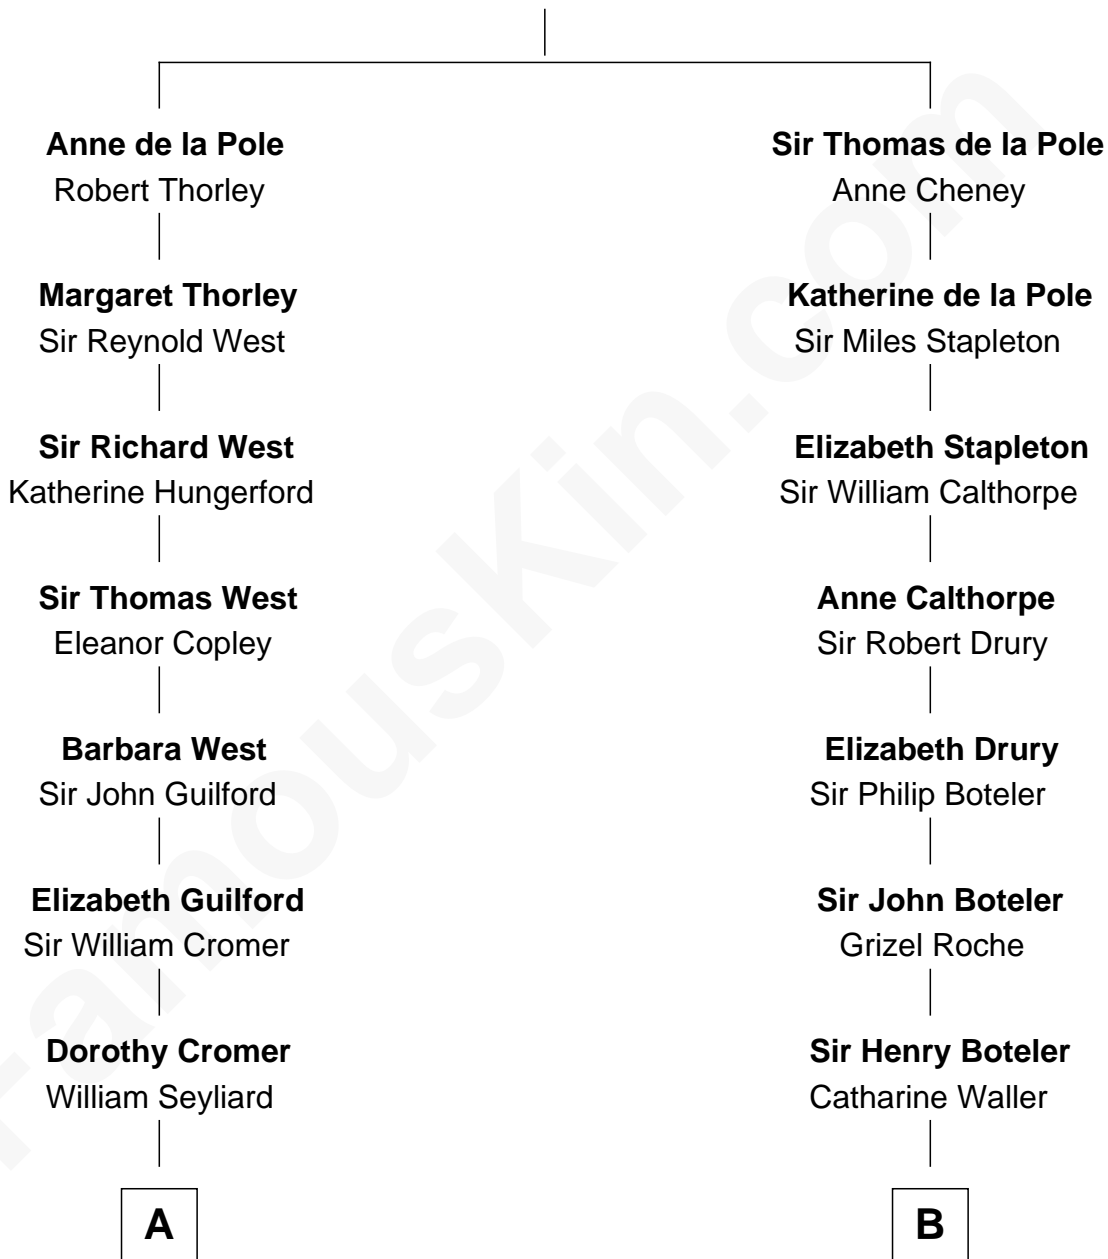 Anne de la Pole
Robert Thorley
Margaret Thorley
Sir Reynold West
Sir Richard West
Katherine Hungerford
Sir Thomas West
Eleanor Copley
Barbara West
Sir John Guilford
Elizabeth Guilford
Sir William Cromer
Dorothy Cromer
William Seyliard
A
Sir Thomas de la Pole
Anne Cheney
Katherine de la Pole
Sir Miles Stapleton
Elizabeth Stapleton
Sir William Calthorpe
Anne Calthorpe
Sir Robert Drury
Elizabeth Drury
Sir Philip Boteler
Sir John Boteler
Grizel Roche
Sir Henry Boteler
Catharine Waller
B
FamousKin.com